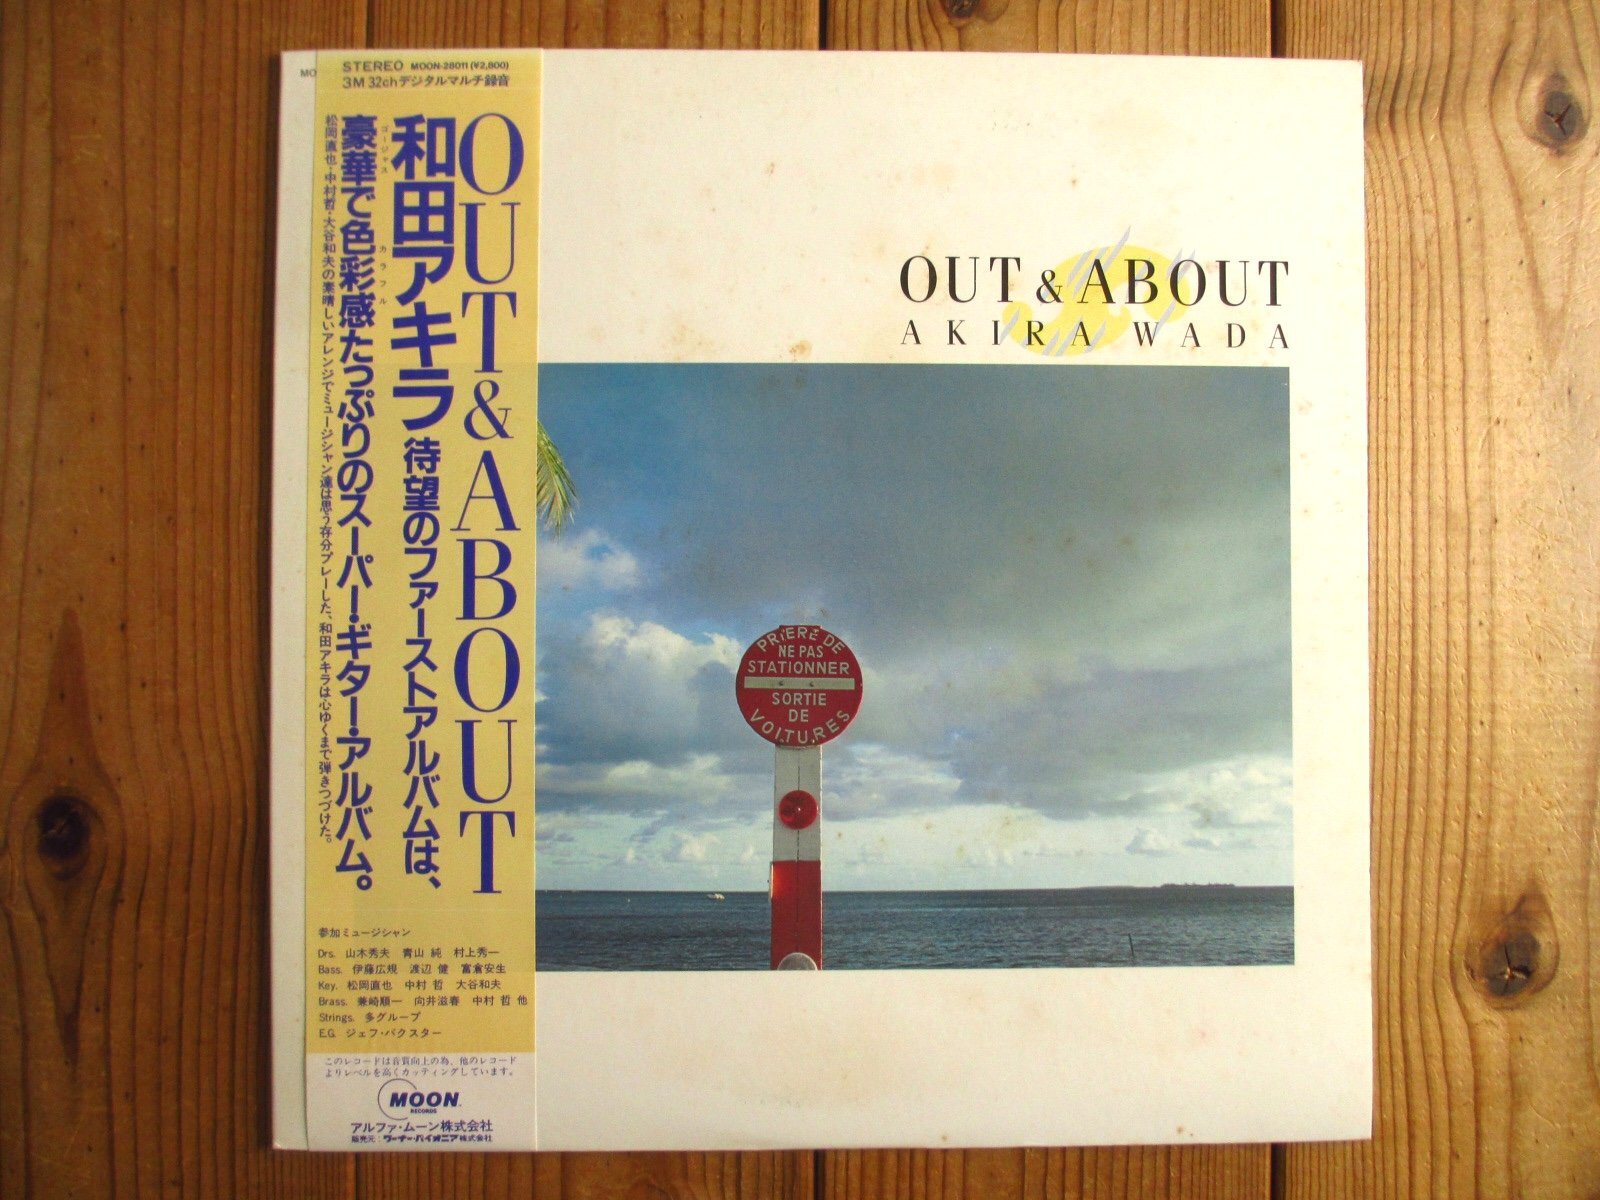 MO
STEREO MOON-28011 (¥2,800)
3M 32chデジタルマルチ録音
OUT & ABOUT
和田アキラ 待望のファーストアルバムは、
豪華で色彩感たっぷりのスーパー・ギター・アルバム。
ゴージャス
カラフル
松岡直也・中村哲・大谷和夫の素晴しいアレンジでミュージシャン達は思う存分プレーした、和田アキラは心ゆくまで弾きつづけた。
参加ミュージシャン
Drs. 山木秀夫 青山 純 村上秀一
Bass. 伊藤広規 渡辺 健 富倉安生
Key. 松岡直也 中村 哲 大谷和夫
Brass. 兼崎順一 向井滋春 中村 哲 他
Strings. 多グループ
E.G. ジェフ・バクスター
このレコードは音質向上の為、他のレコード
よりレベルを高くカッティングしています。
MOON
RECORDS
アルファ・ムーン株式会社
販売元：ワーナー・パイオニア株式会社
OUT & ABOUT
AKIRA WADA
PRIERE DE
NE PAS
STATIONNER
SORTIE
DE
VOITURES